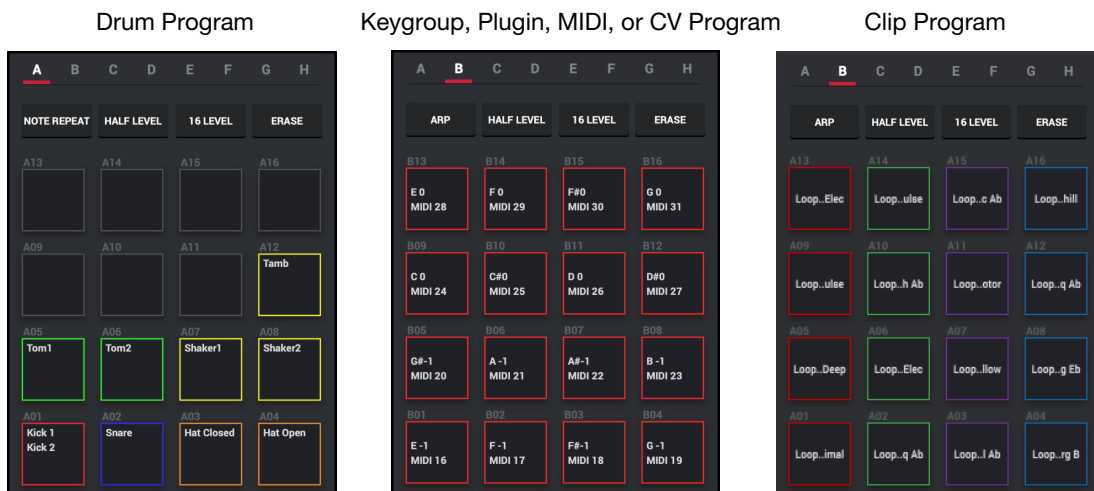 Drum Program
Keygroup, Plugin, MIDI, or CV Program
Clip Program
A B C D E F G H
NOTE REPEAT HALF LEVEL 16 LEVEL ERASE
A13 A14 A15 A16
A09 A10 A11 A12
Tamb
A05 A06 A07 A08
Tom1 Tom2 Shaker1 Shaker2
A01 A02 A03 A04
Kick 1 Snare Hat Closed Hat Open
Kick 2
A B C D E F G H
ARP HALF LEVEL 16 LEVEL ERASE
B13 B14 B15 B16
E 0 F 0 F#0 G 0
MIDI 28 MIDI 29 MIDI 30 MIDI 31
B09 B10 B11 B12
C 0 C#0 D 0 D#0
MIDI 24 MIDI 25 MIDI 26 MIDI 27
B05 B06 B07 B08
G#-1 A -1 A#-1 B -1
MIDI 20 MIDI 21 MIDI 22 MIDI 23
B01 B02 B03 B04
E -1 F -1 F#-1 G -1
MIDI 16 MIDI 17 MIDI 18 MIDI 19
A B C D E F G H
ARP HALF LEVEL 16 LEVEL ERASE
A13 A14 A15 A16
Loop..Elec Loop..ulse Loop..c Ab Loop..hill
A09 A10 A11 A12
Loop..ulse Loop..h Ab Loop..otor Loop..q Ab
A05 A06 A07 A08
Loop..Deep Loop..Elec Loop..llow Loop..g Eb
A01 A02 A03 A04
Loop..imal Loop..q Ab Loop..l Ab Loop..rg B